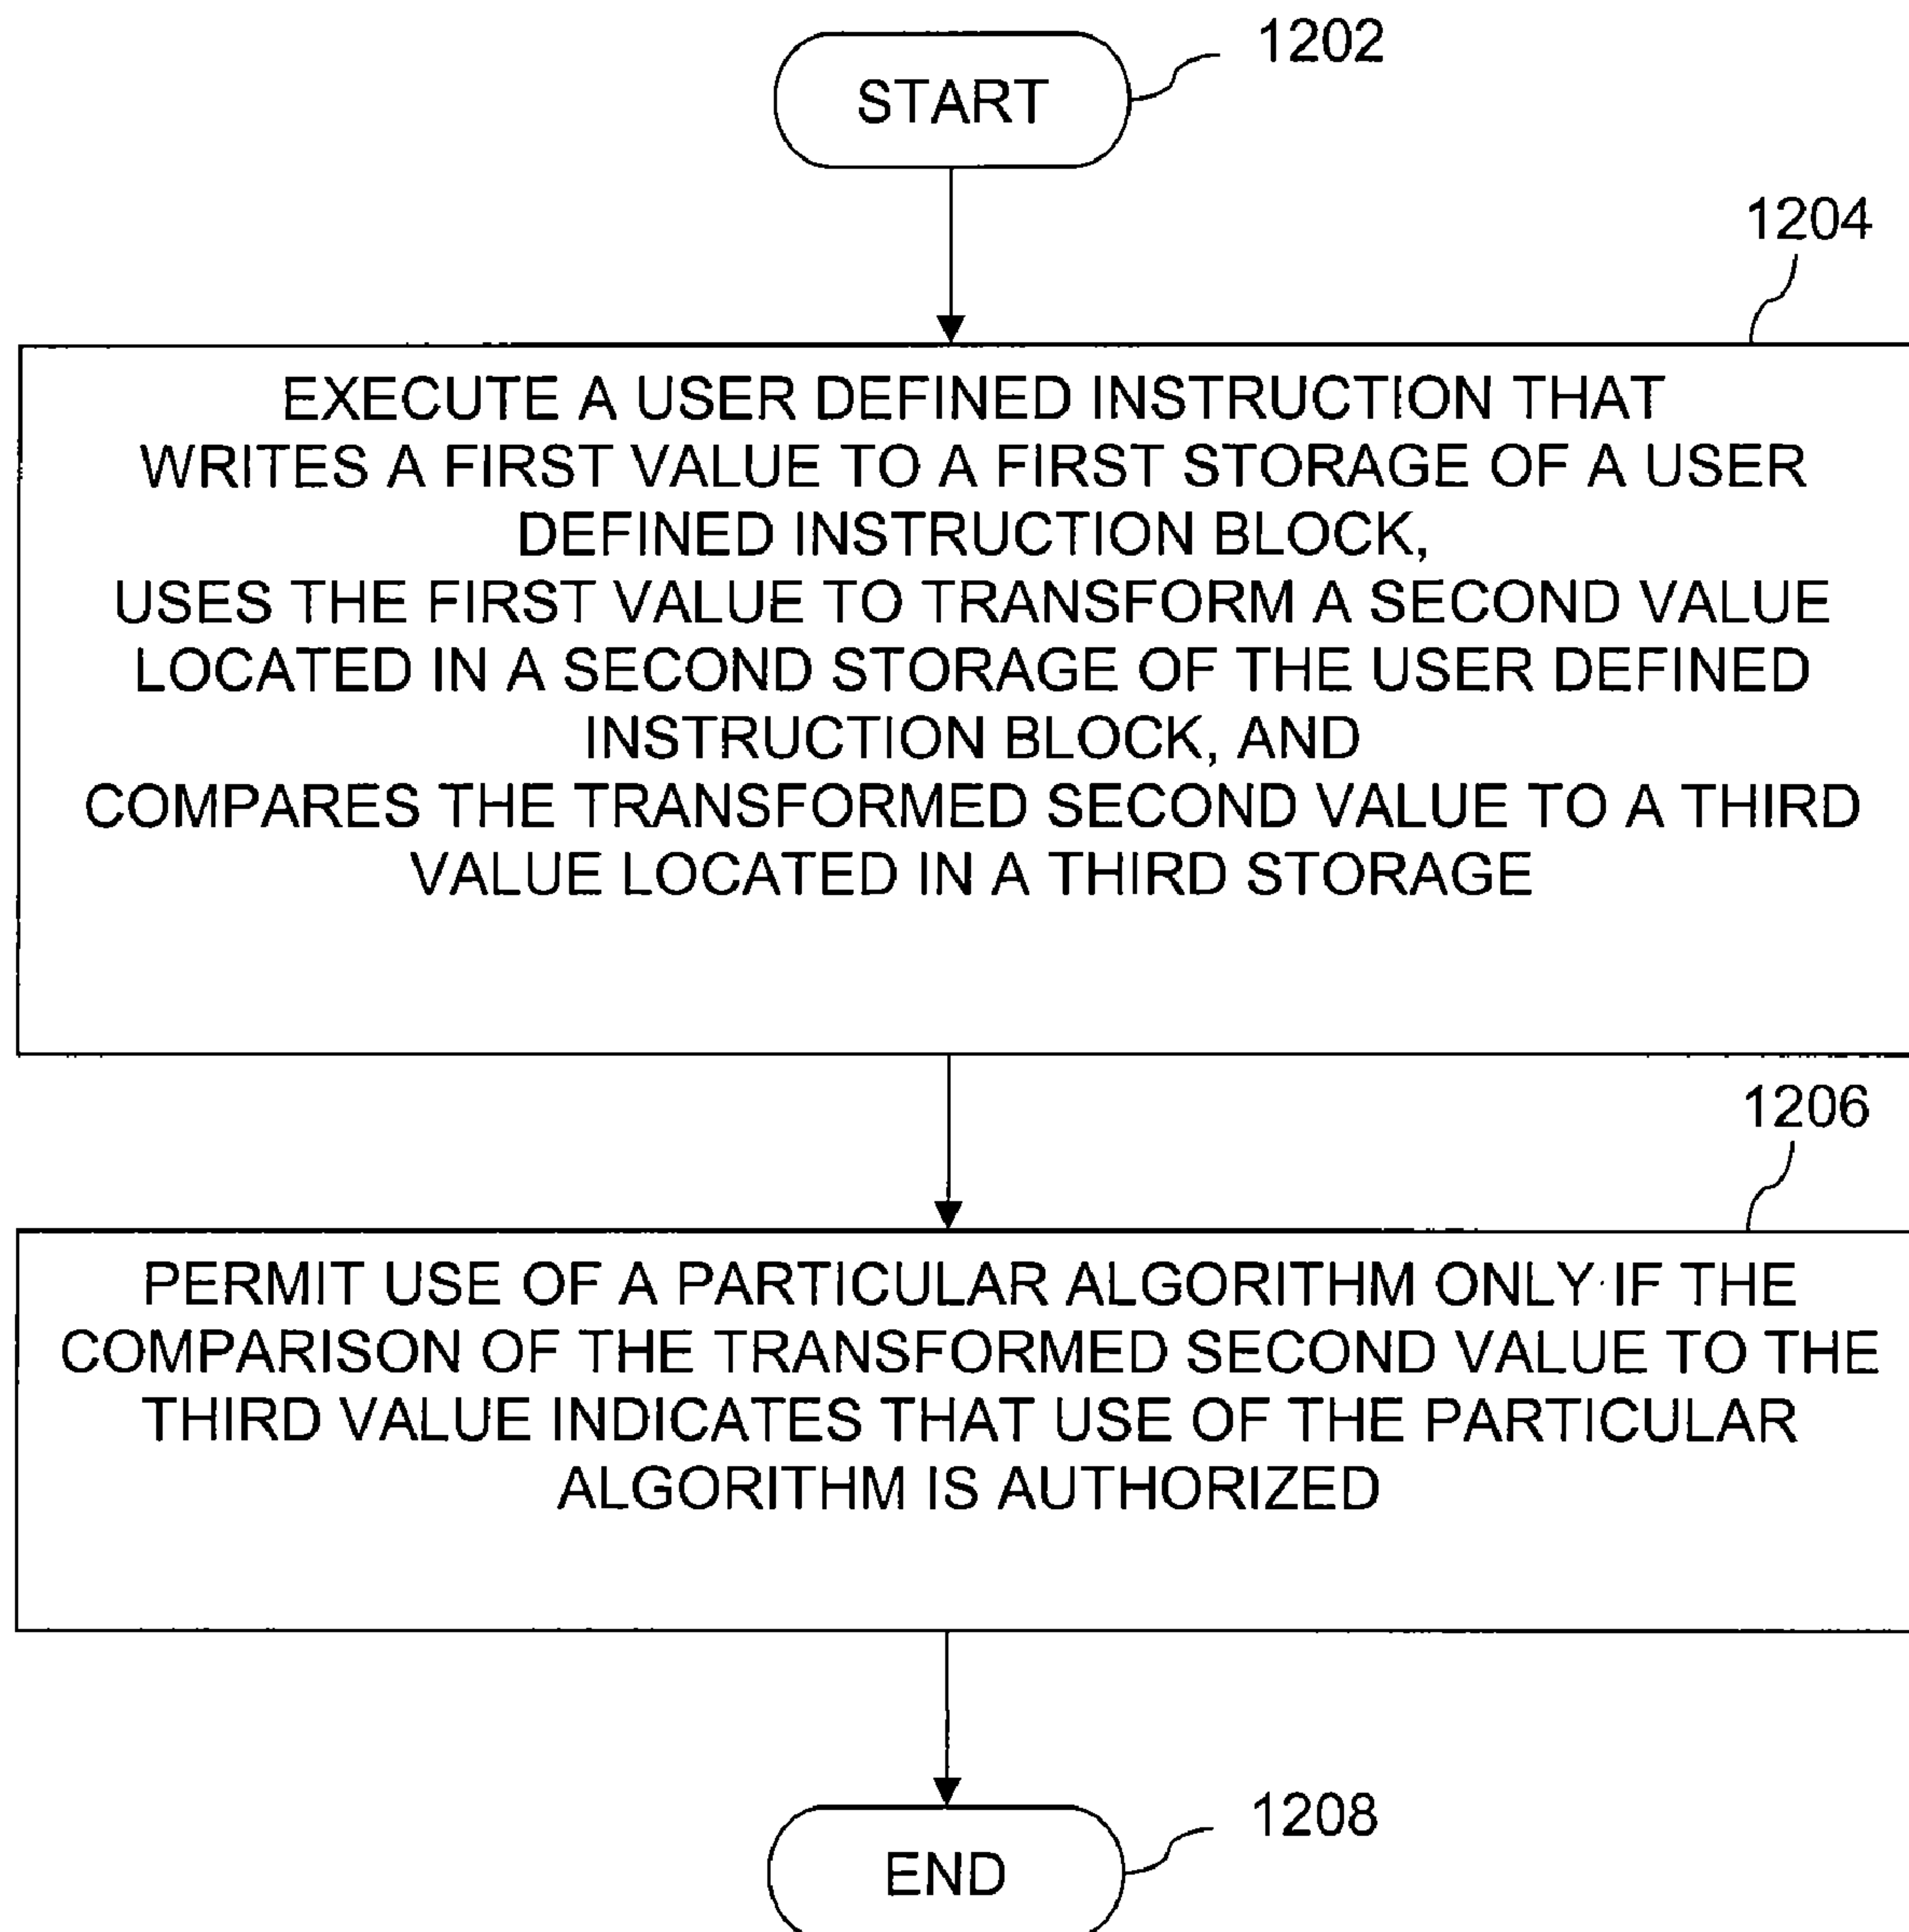 1202
START
1204
EXECUTE A USER DEFINED INSTRUCTION THAT
WRITES A FIRST VALUE TO A FIRST STORAGE OF A USER
DEFINED INSTRUCTION BLOCK,
USES THE FIRST VALUE TO TRANSFORM A SECOND VALUE
LOCATED IN A SECOND STORAGE OF THE USER DEFINED
INSTRUCTION BLOCK, AND
COMPARES THE TRANSFORMED SECOND VALUE TO A THIRD
VALUE LOCATED IN A THIRD STORAGE
1206
PERMIT USE OF A PARTICULAR ALGORITHM ONLY IF THE
COMPARISON OF THE TRANSFORMED SECOND VALUE TO THE
THIRD VALUE INDICATES THAT USE OF THE PARTICULAR
ALGORITHM IS AUTHORIZED
1208
END